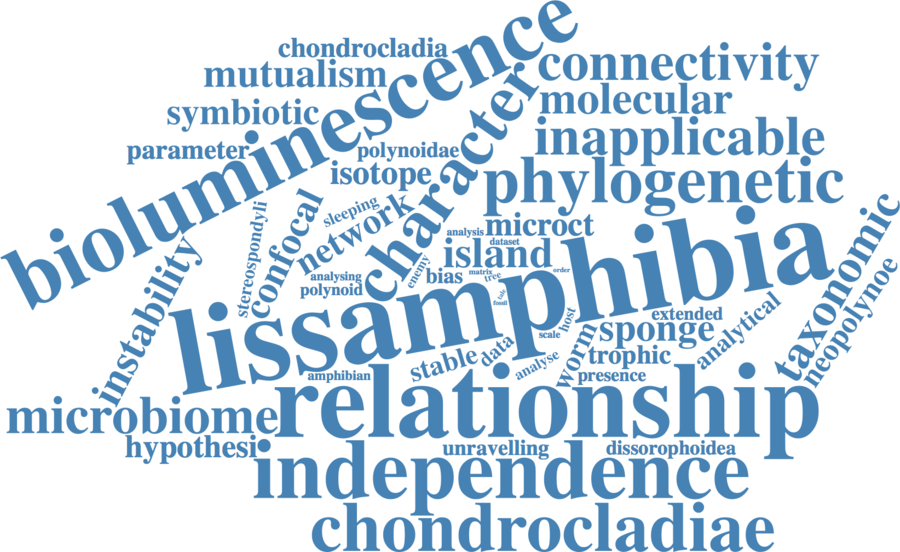 chondrocladia
bioluminescence
mutualism
connectivity
symbiotic
molecular
character
parameter
polynoidae
inapplicable
isotope
phylogenetic
sleeping
network
stereospondyli
confocal
microct
analysis
dataset
island
taxonomic
instability
enemy
bias
matrix
tree
order
analysing
polynoid
lissamphibia
tale
fossil
neopolynoe
extended
host
scale
sponge
analytical
worm
data
stable
trophic
analyse
amphibian
presence
relationship
microbiome
hypothesi
unravelling
dissorophoidea
independence
chondrocladiae